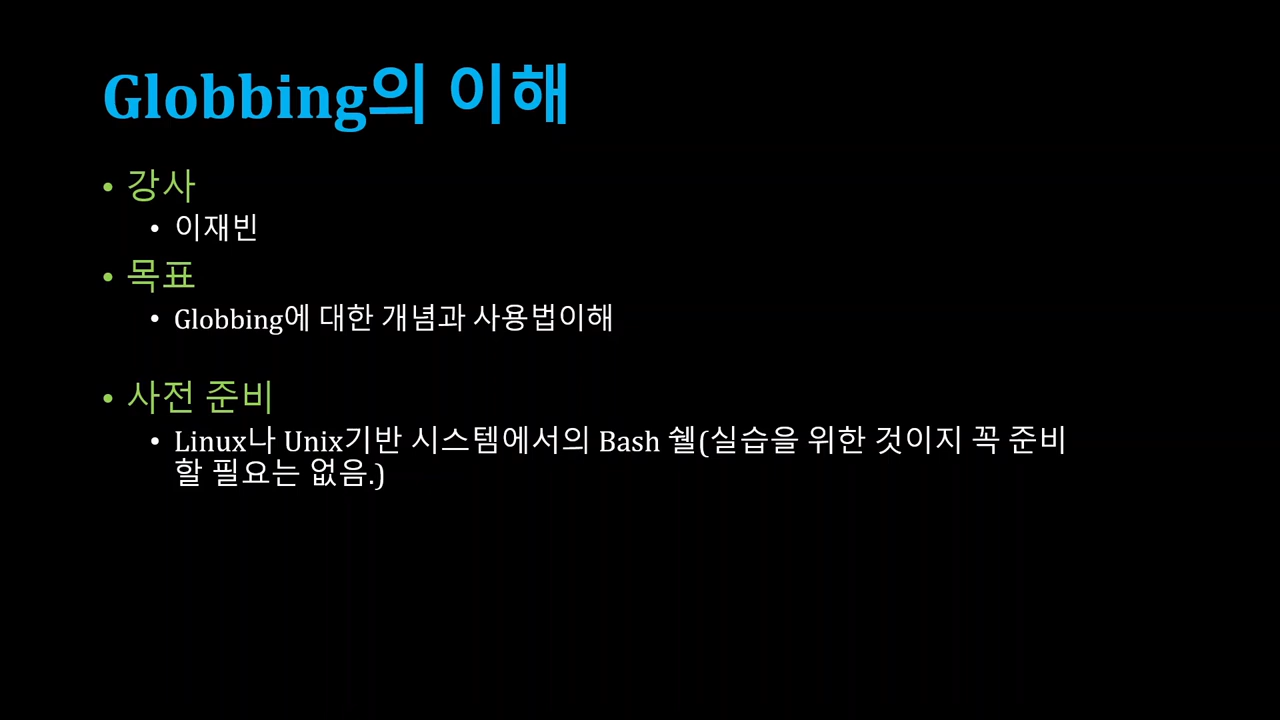 Globbing의 이해
• 강사
• 이재빈
• 목표
• Globbing에 대한 개념과 사용법이해
• 사전 준비
• Linux나 Unix기반 시스템에서의 Bash 쉘(실습을 위한 것이지 꼭 준비
할 필요는 없음.)